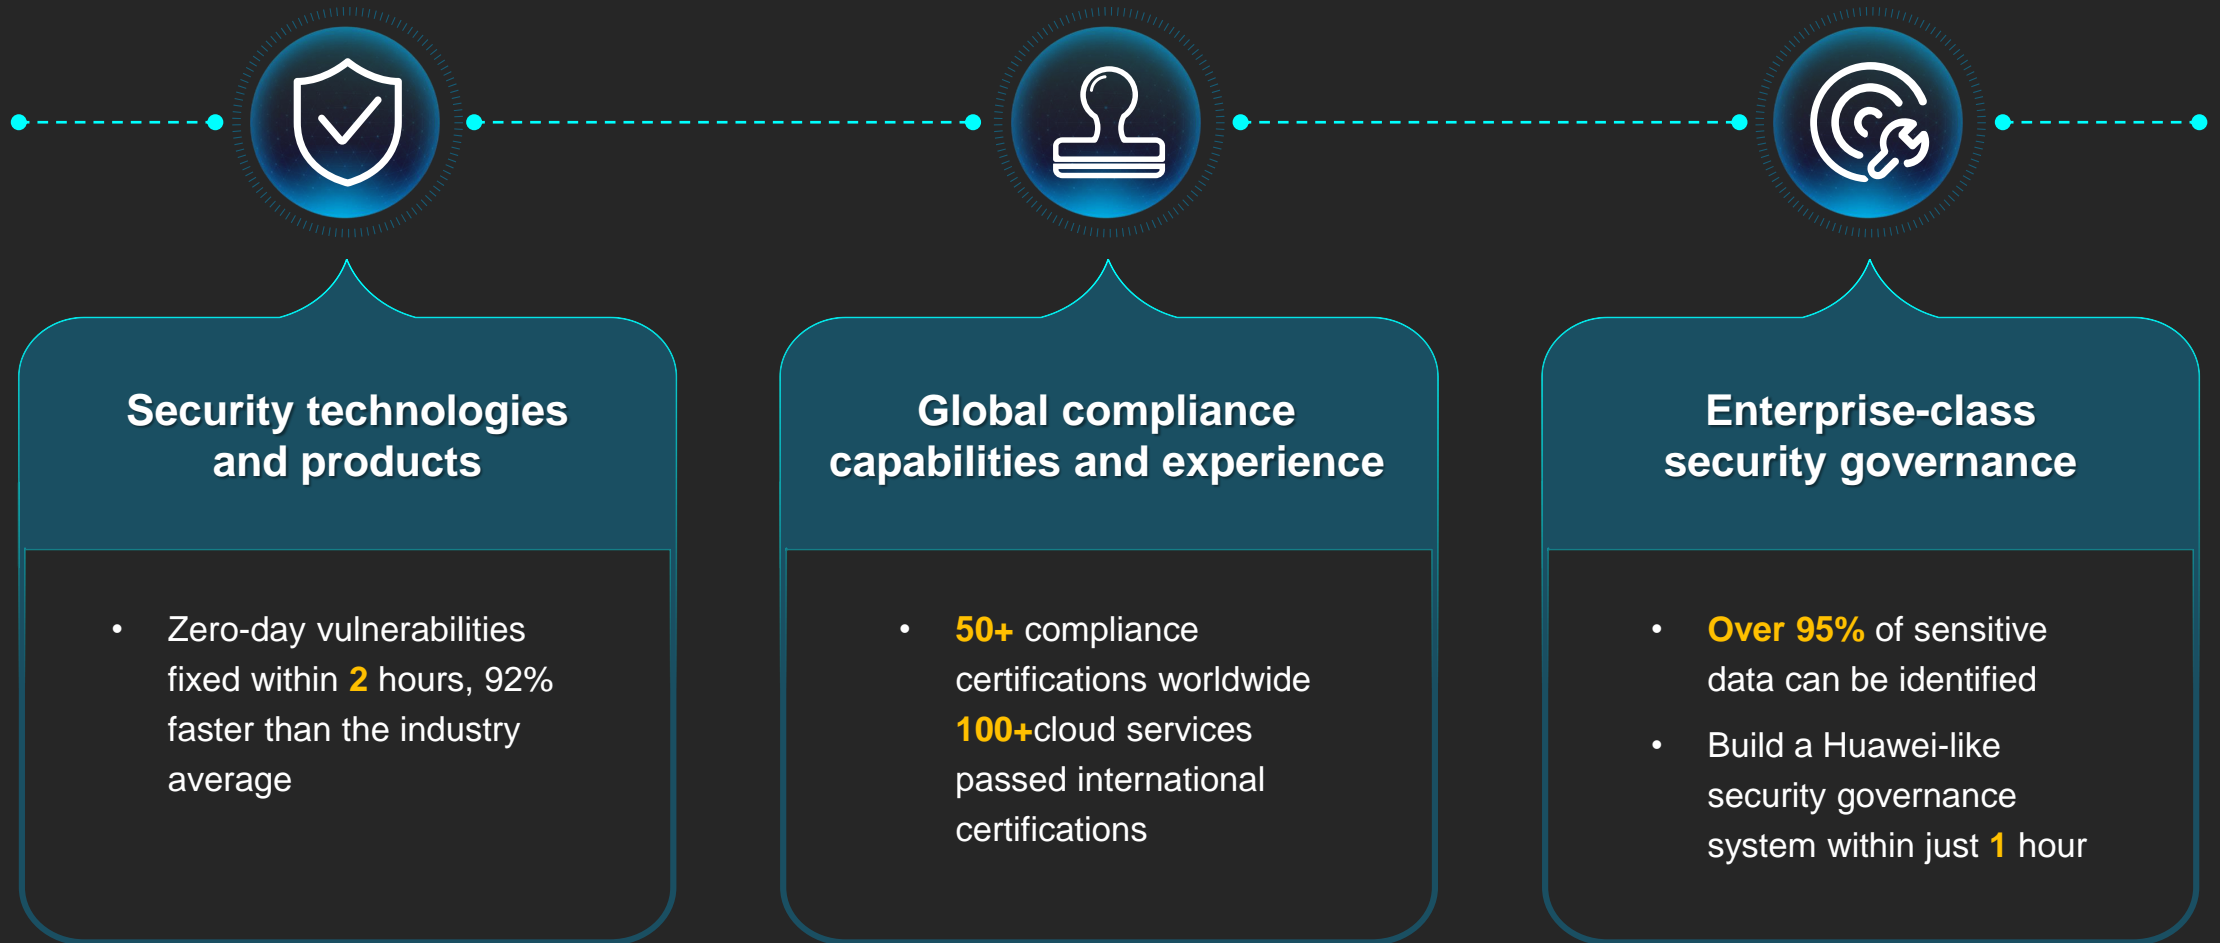 Security technologies
and products
• Zero-day vulnerabilities
fixed within 2 hours, 92%
faster than the industry
average
Global compliance
capabilities and experience
• 50+ compliance
certifications worldwide
100+cloud services
passed international
certifications
Enterprise-class
security governance
• Over 95% of sensitive
data can be identified
• Build a Huawei-like
security governance
system within just 1 hour